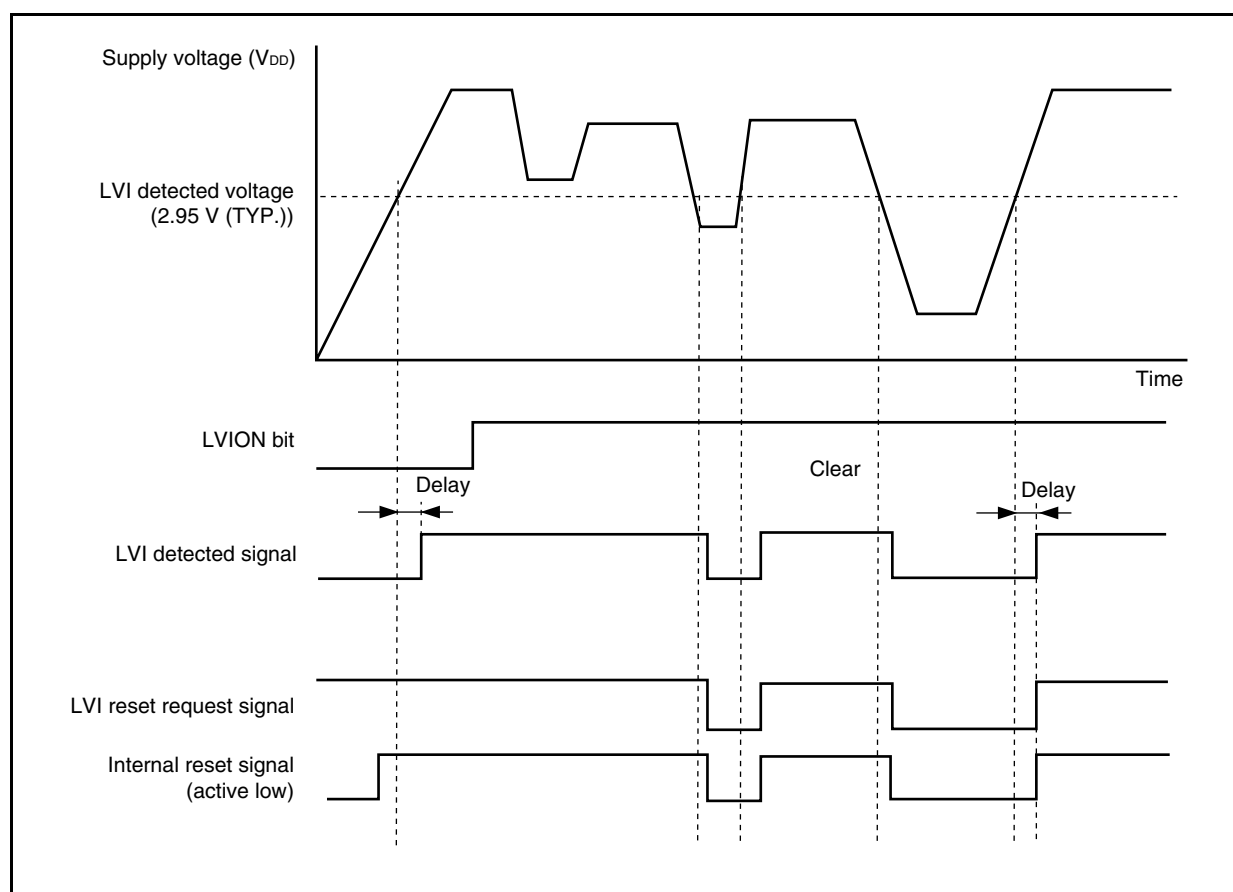 Supply voltage (VDD)
LVI detected voltage
(2.95 V (TYP.))
Time
LVION bit
Clear
Delay
Delay
LVI detected signal
LVI reset request signal
Internal reset signal
(active low)